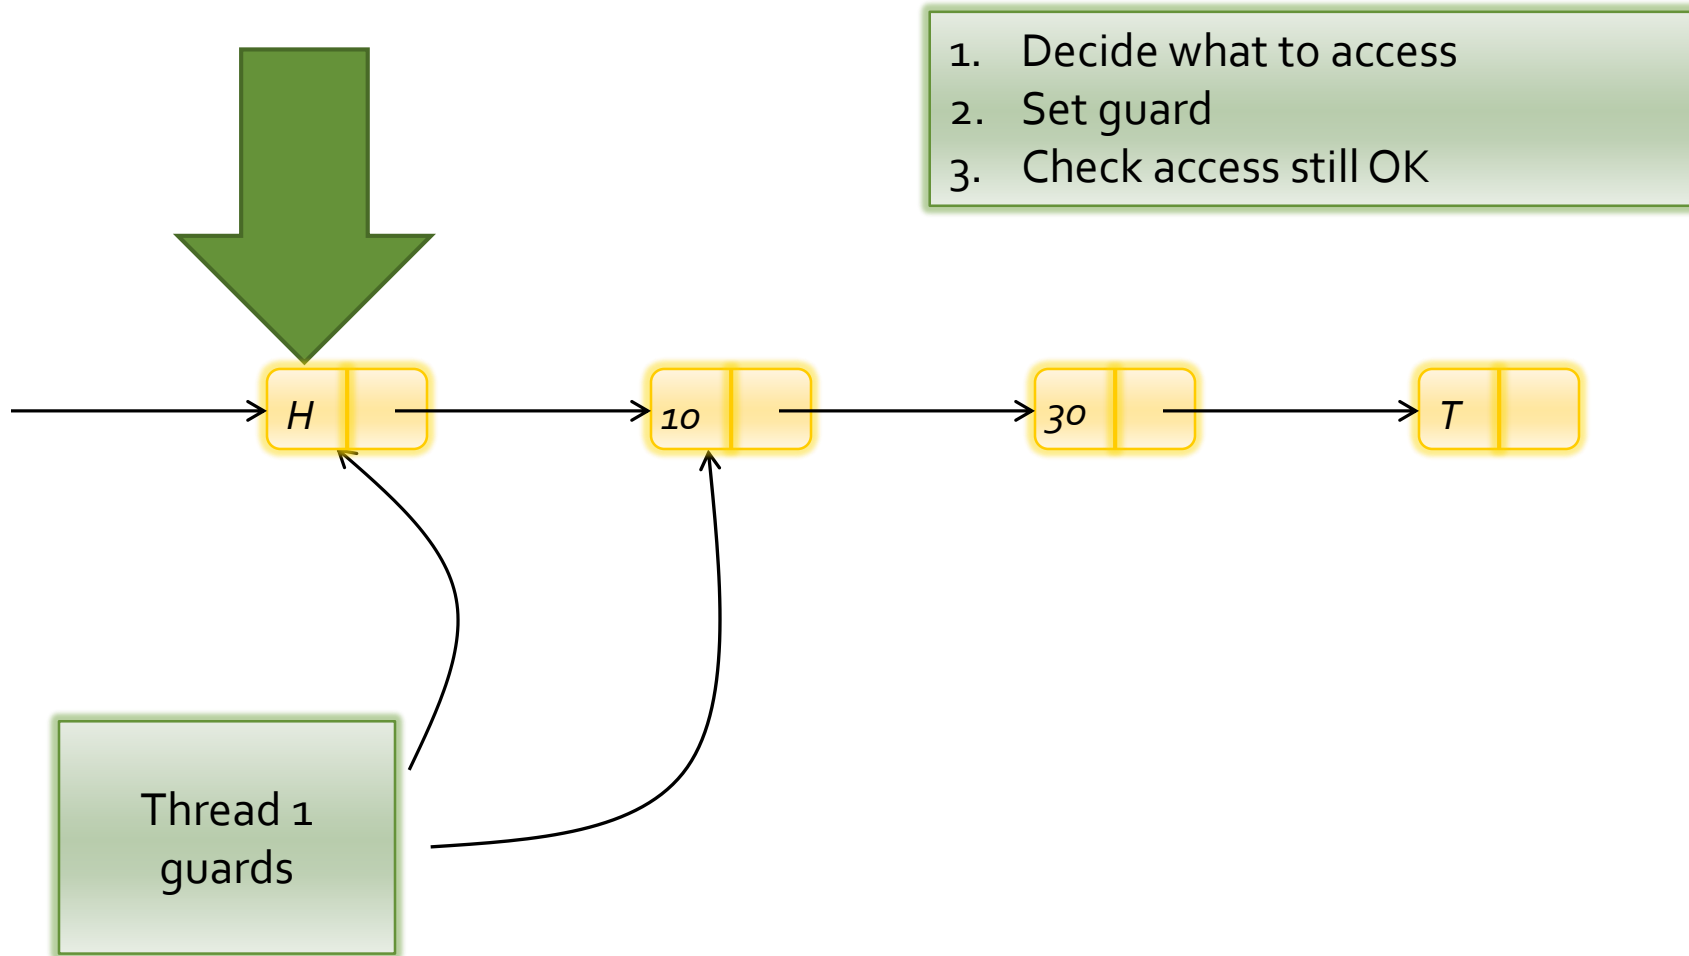 1. Decide what to access
2. Set guard
3. Check access still OK
H
10
30
T
Thread 1
guards